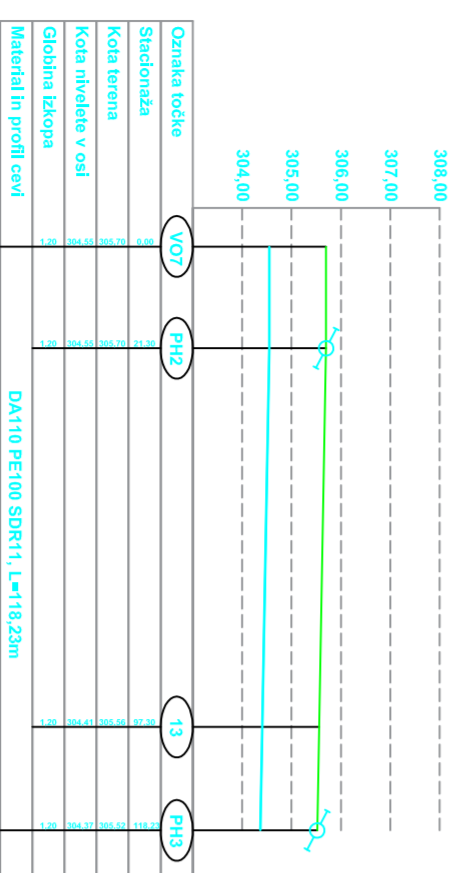 308,00
307,00
306,00
305,00
304,00
Oznaka točke VO7 PH2 13 PH3
Stacionaža 0.00 21.30 97.30 118.23
Kota terena 305.70 305.70 305.56 305.52
Kota nivelete v osi 304.55 304.55 304.41 304.37
Globina izkopa 1.20 1.20 1.20 1.20
Material in profil cevi DA110 PE100 SDR11, L=118,23m